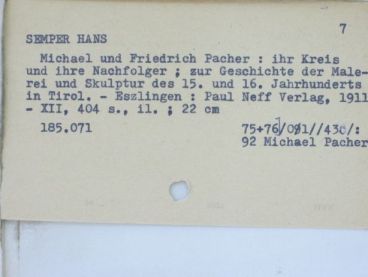 7
SEMPER HANS
Michael und Friedrich Pacher : ihr Kreis
und ihre Nachfolger ; zur Geschichte der Male-
rei und Skulptur des 15. und 16. Jahrhunderts
in Tirol. - Eszlingen : Paul Neff Verlag, 1911
- XII, 404 s., il. ; 22 cm
185.071
75+76/091//430/:
92 Michael Pacher